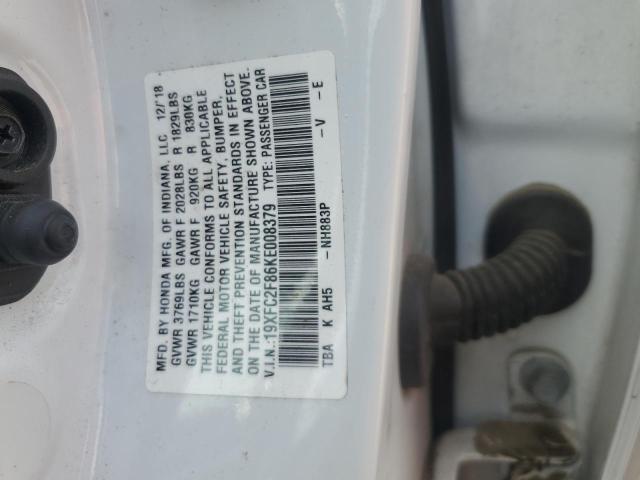 MFD. BY HONDA MFG. OF INDIANA, LLC 12/'18
GVWR 3769LBS GAWR F 2028LBS R 1829LBS
GVWR 1710KG GAWR F 920KG R 830KG
THIS VEHICLE CONFORMS TO ALL APPLICABLE
FEDERAL MOTOR VEHICLE SAFETY, BUMPER,
AND THEFT PREVENTION STANDARDS IN EFFECT
ON THE DATE OF MANUFACTURE SHOWN ABOVE.
V.I.N.:19XFC2F86KE008379 TYPE: PASSENGER CAR
TBA K AH5 -NH883P -V -E